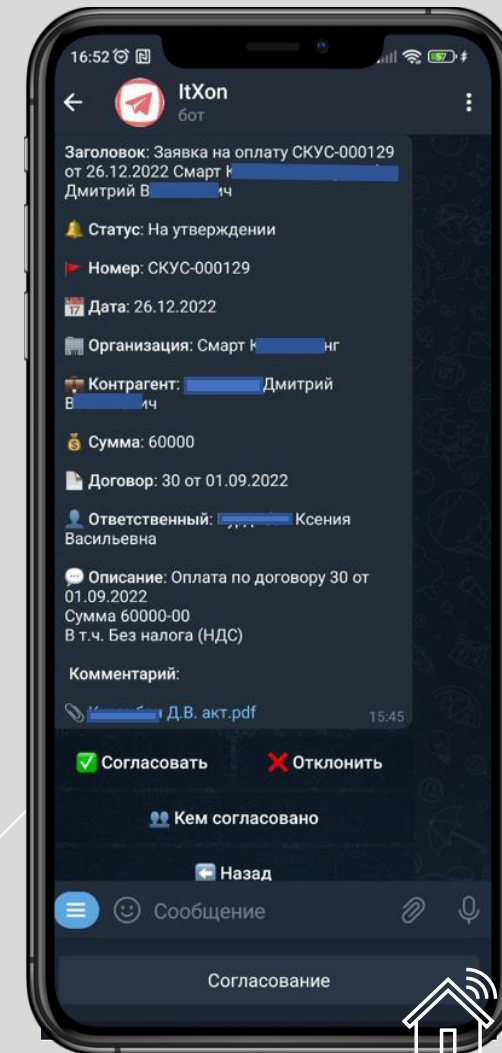 16:52
57
ItXon
бот
Заголовок: Заявка на оплату СКУС-000129
от 26.12.2022 Смарт К
Дмитрий В ич
Статус: На утверждении
Номер: СКУС-000129
17 Дата: 26.12.2022
Организация: Смарт К нг
Контрагент: Дмитрий
В ич
Сумма: 60000
Договор: 30 от 01.09.2022
Ответственный: Ксения
Васильевна
Описание: Оплата по договору 30 от
01.09.2022
Сумма 60000-00
В т.ч. Без налога (НДС)
Комментарий:
Д.В. акт.pdf
15:45
Согласовать Отклонить
Кем согласовано
Назад
Сообщение
Согласование